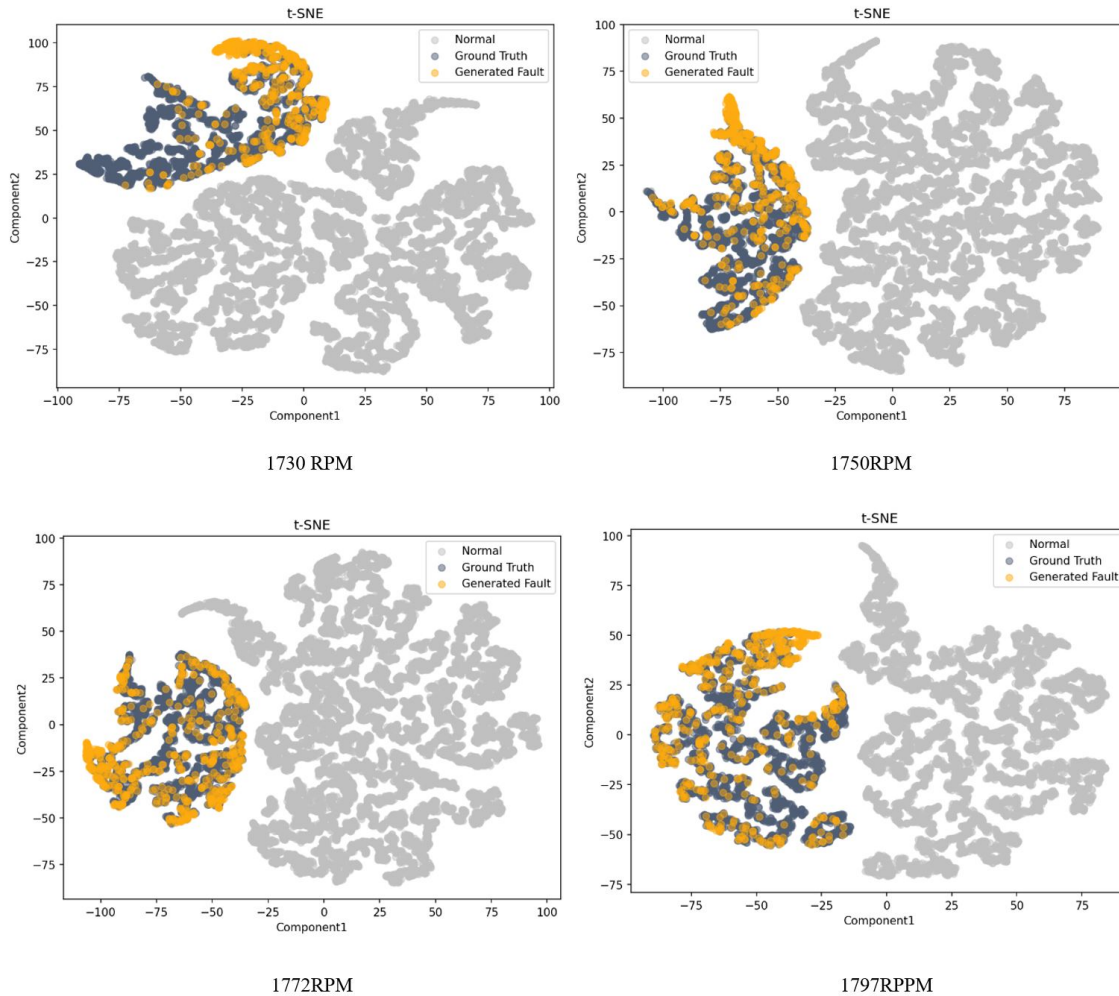 t-SNE
Normal
Ground Truth
Generated Fault
Component2
100
75
50
25
0
−25
−50
−75
−100
−75
−50
−25
0
25
50
75
100
Component1
1730 RPM
t-SNE
Normal
Ground Truth
Generated Fault
Component2
100
75
50
25
0
−25
−50
−75
−100
−75
−50
−25
0
25
50
75
Component1
1750RPM
t-SNE
Normal
Ground Truth
Generated Fault
Component2
100
75
50
25
0
−25
−50
−75
−100
−75
−50
−25
0
25
50
75
100
Component1
1772RPM
t-SNE
Normal
Ground Truth
Generated Fault
Component2
100
75
50
25
0
−25
−50
−75
−75
−50
−25
0
25
50
75
Component1
1797RPPM